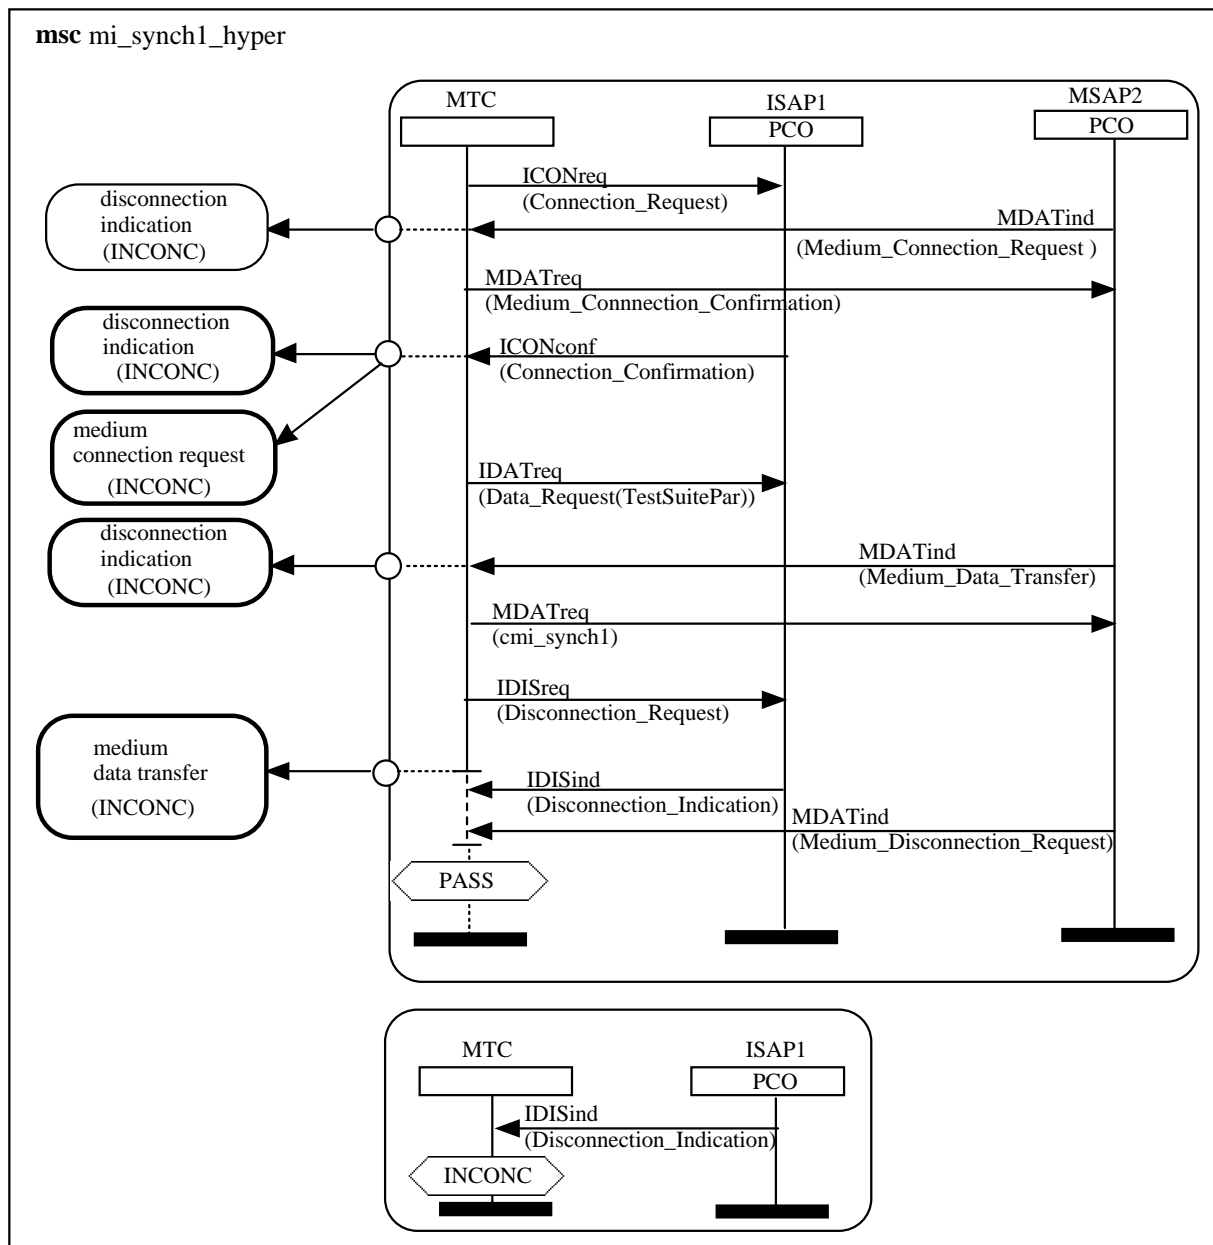 msc mi_synch1_hyper
MTC
ISAP1
MSAP2
PCO
PCO
ICONreq
(Connection_Request)
disconnection
indication
(INCONC)
MDATind
(Medium_Connection_Request )
MDATreq
(Medium_Connnection_Confirmation)
disconnection
indication
(INCONC)
ICONconf
(Connection_Confirmation)
medium
connection request
(INCONC)
IDATreq
(Data_Request(TestSuitePar))
disconnection
indication
(INCONC)
MDATind
(Medium_Data_Transfer)
MDATreq
(cmi_synch1)
IDISreq
(Disconnection_Request)
medium
data transfer
(INCONC)
IDISind
(Disconnection_Indication)
MDATind
(Medium_Disconnection_Request)
PASS
MTC
ISAP1
PCO
IDISind
(Disconnection_Indication)
INCONC